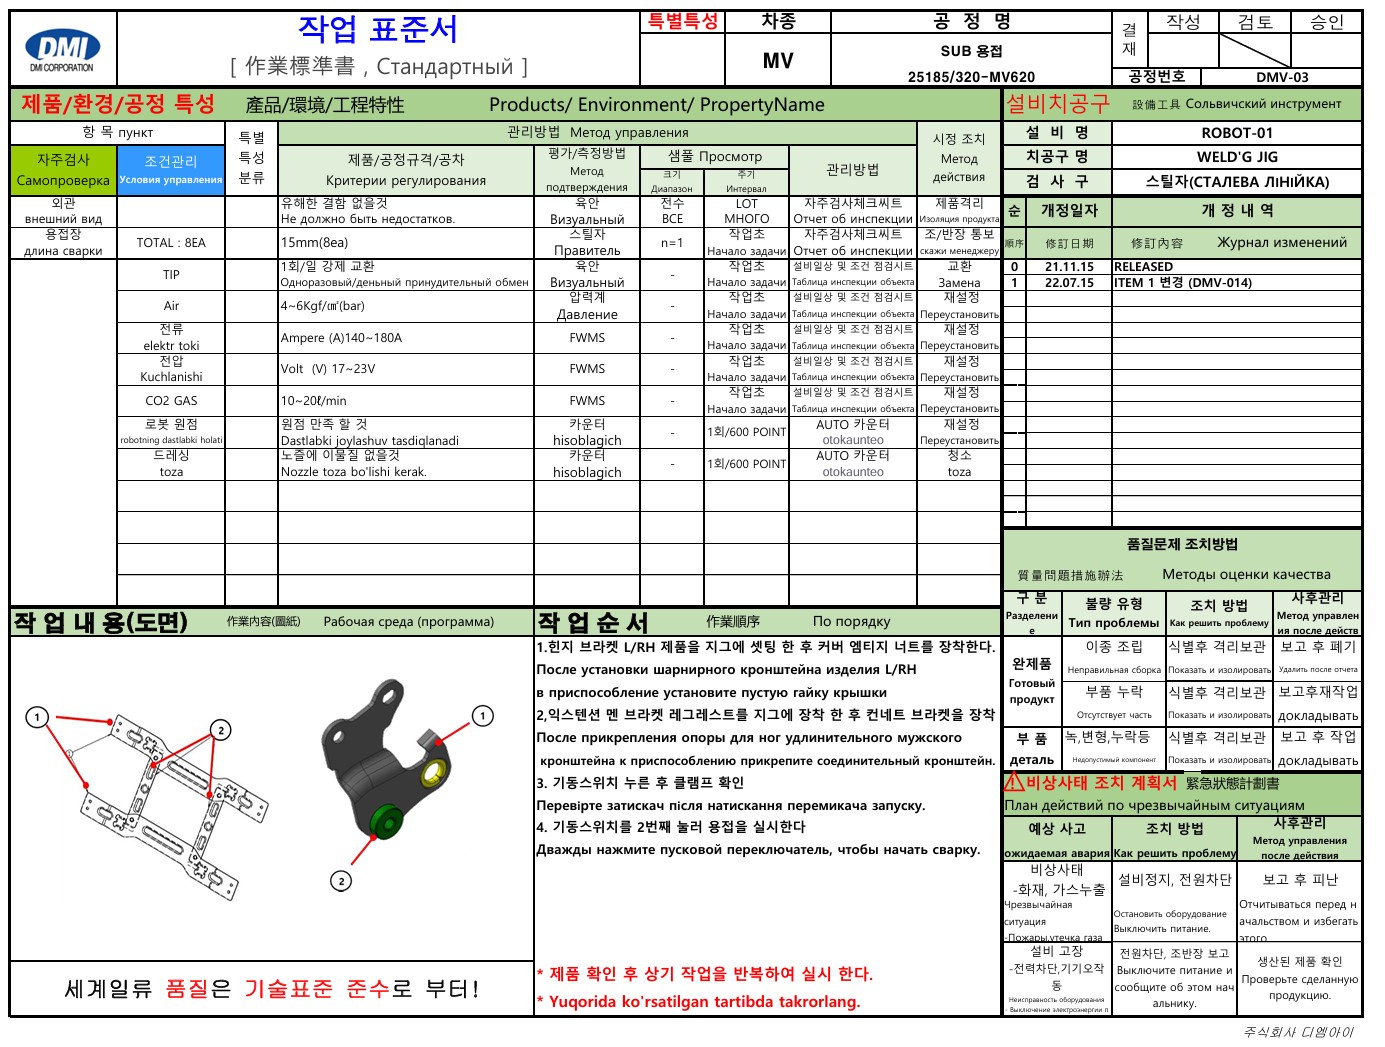 DMI
DMI CORPORATION
작업 표준서
[ 作業標準書 , Стандартный ]
특별특성
차종
MV
공 정 명
SUB 용접
25185/320-MV620
결
재
작성
검토
승인
공정번호
DMV-03
제품/환경/공정 특성 產品/環境/工程特性 Products/ Environment/ PropertyName
항 목 пункт
특별
특성
분류
관리방법 Метод управления
시정 조치
Метод
действия
자주검사
Самопроверка
조건관리
Условия управления
제품/공정규격/공차
Критерии регулирования
평가/측정방법
Метод
подтверждения
샘풀 Просмотр
크기
Диапазон
주기
Интервал
관리방법
외관
внешний вид
유해한 결함 없을것
Не должно быть недостатков.
육안
Визуальный
전수
ВСЕ
LOT
МНОГО
자주검사체크씨트
Отчет об инспекции
제품격리
Изоляция продукта
용접장
длина сварки
TOTAL : 8EA
15mm(8ea)
스틸자
Правитель
n=1
작업초
Начало задачи
자주검사체크씨트
Отчет об инспекции
조/반장 통보
скажи менеджеру
TIP
1회/일 강제 교환
Одноразовый/деньный принудительный обмен
육안
Визуальный
-
작업초
Начало задачи
설비일상 및 조건 점검시트
Таблица инспекции объекта
교환
Замена
Air
4~6Kgf/㎠(bar)
압력계
Давление
-
작업초
Начало задачи
설비일상 및 조건 점검시트
Таблица инспекции объекта
재설정
Переустановить
전류
elektr toki
Ampere (A)140~180A
FWMS
-
작업초
Начало задачи
설비일상 및 조건 점검시트
Таблица инспекции объекта
재설정
Переустановить
전압
Kuchlanishi
Volt (V) 17~23V
FWMS
-
작업초
Начало задачи
설비일상 및 조건 점검시트
Таблица инспекции объекта
재설정
Переустановить
CO2 GAS
10~20ℓ/min
FWMS
-
작업초
Начало задачи
설비일상 및 조건 점검시트
Таблица инспекции объекта
재설정
Переустановить
로봇 원점
robotning dastlabki holati
원점 만족 할 것
Dastlabki joylashuv tasdiqlanadi
카운터
hisoblagich
-
1회/600 POINT
AUTO 카운터
otokaunteo
재설정
Переустановить
드레싱
toza
노즐에 이물질 없을것
Nozzle toza bo'lishi kerak.
카운터
hisoblagich
-
1회/600 POINT
AUTO 카운터
otokaunteo
청소
toza
설비치공구 設備工具 Сольвичский инструмент
설 비 명
ROBOT-01
치공구 명
WELD'G JIG
검 사 구
스틸자(СТАЛЕВА ЛІНІЙКА)
순
개정일자
개 정 내 역
順序
修訂日期
修訂內容 Журнал изменений
0
21.11.15
RELEASED
1
22.07.15
ITEM 1 변경 (DMV-014)
품질문제 조치방법
質量問題措施辦法 Методы оценки качества
구 분
Разделени
е
불량 유형
Тип проблемы
조치 방법
Как решить проблему
사후관리
Метод управлен
ия после действ
완제품
Готовый
продукт
이종 조립
Неправильная сборка
식별후 격리보관
Показать и изолировать
보고 후 폐기
Удалить после отчета
부품 누락
Отсутствует часть
식별후 격리보관
Показать и изолировать
보고후재작업
докладывать
부 품
деталь
녹,변형,누락등
Недопустимый компонент
식별후 격리보관
Показать и изолировать
보고 후 작업
докладывать
비상사태 조치 계획서 緊急狀態計劃書
План действий по чрезвычайным ситуациям
예상 사고
ожидаемая авария
조치 방법
Как решить проблему
사후관리
Метод управления
после действия
비상사태
-화재, 가스누출
Чрезвычайная
ситуация
-Пожары,утечка газа
설비정지, 전원차단
Остановить оборудование
Выключить питание.
보고 후 피난
Отчитываться перед н
ачальством и избегать
этого
설비 고장
-전력차단,기기오작
동
Неисправность оборудования
- Выключение электроэнергии п
전원차단, 조반장 보고
Выключите питание и
сообщите об этом нач
альнику.
생산된 제품 확인
Проверьте сделанную
продукцию.
작 업 내 용(도면) 作業內容(圖紙) Рабочая среда (программа)
1
2
1
2
작 업 순 서 作業順序 По порядку
1.힌지 브라켓 L/RH 제품을 지그에 셋팅 한 후 커버 엠티지 너트를 장착한다.
После установки шарнирного кронштейна изделия L/RH
в приспособление установите пустую гайку крышки
2,익스텐션 멘 브라켓 레그레스트를 지그에 장착 한 후 컨네트 브라켓을 장착
После прикрепления опоры для ног удлинительного мужского
кронштейна к приспособлению прикрепите соединительный кронштейн.
3. 기동스위치 누른 후 클램프 확인
Перевірте затискач після натискання перемикача запуску.
4. 기동스위치를 2번째 눌러 용접을 실시한다
Дважды нажмите пусковой переключатель, чтобы начать сварку.
* 제품 확인 후 상기 작업을 반복하여 실시 한다.
* Yuqorida ko'rsatilgan tartibda takrorlang.
세계일류 품질은 기술표준 준수로 부터!
주식회사 디엠아이